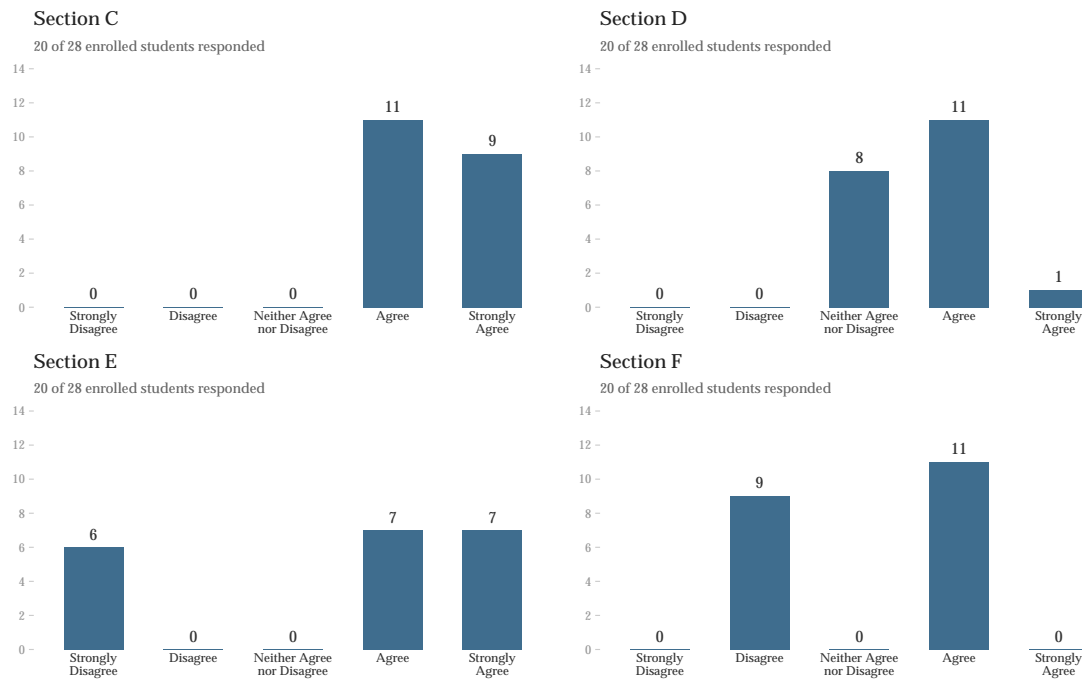 Section C
20 of 28 enrolled students responded
14
12
10
8
6
4
2
0
0
0
0
11
9
Strongly
Disagree
Disagree
Neither Agree
nor Disagree
Agree
Strongly
Agree
Section D
20 of 28 enrolled students responded
14
12
10
8
6
4
2
0
0
0
8
11
1
Strongly
Disagree
Disagree
Neither Agree
nor Disagree
Agree
Strongly
Agree
Section E
20 of 28 enrolled students responded
14
12
10
8
6
4
2
0
6
0
0
7
7
Strongly
Disagree
Disagree
Neither Agree
nor Disagree
Agree
Strongly
Agree
Section F
20 of 28 enrolled students responded
14
12
10
8
6
4
2
0
0
9
0
11
0
Strongly
Disagree
Disagree
Neither Agree
nor Disagree
Agree
Strongly
Agree